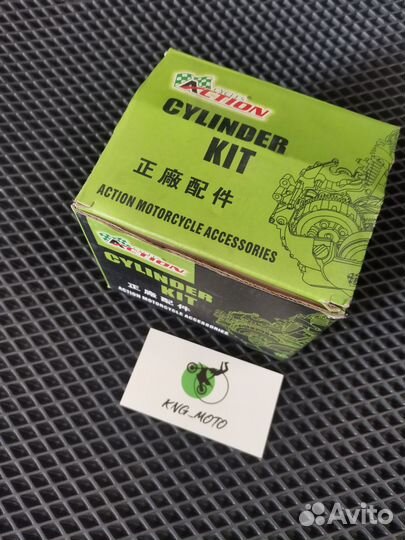 ACTION
CYLINDER
KIT
正廠配件
ACTION MOTORCYCLE ACCESSORIES
ACTION
CYLINDER
KIT
正廠配件
ACTION MOTORCYCLE ACCESSORIES
KNG_MOTO
Avito